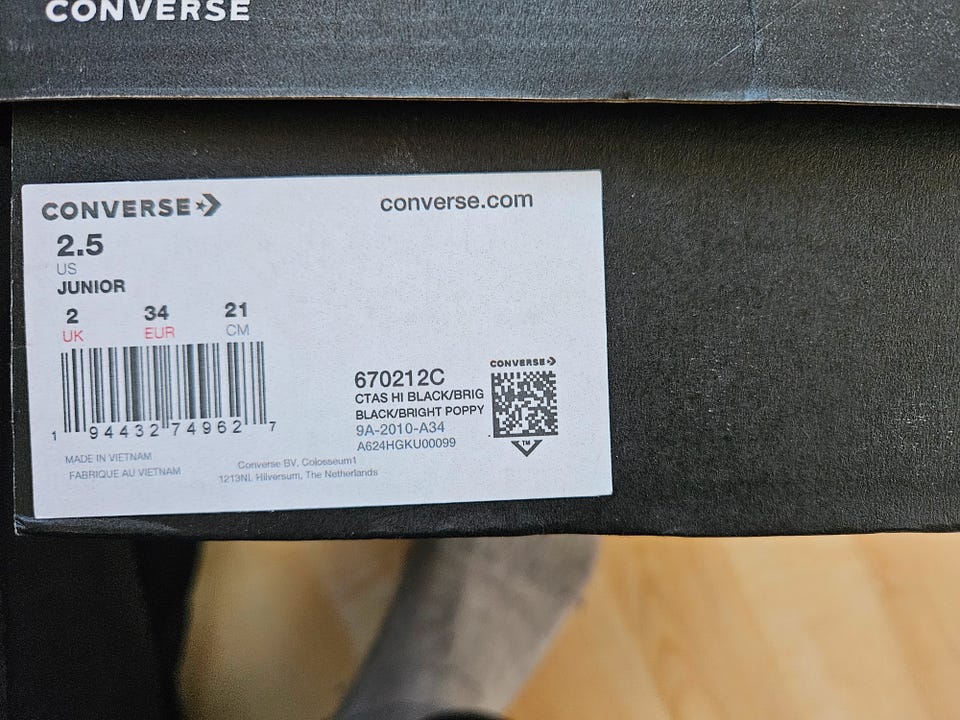 CONVERSE
CONVERSE
converse.com
2.5
US
JUNIOR
2 34 21
UK EUR CM
1 94432 74962 7
CONVERSE
670212C
CTAS HI BLACK/BRIG
BLACK/BRIGHT POPPY
9A-2010-A34
A624HGKU00099
TM
MADE IN VIETNAM
FABRIQUE AU VIETNAM
Converse BV, Colosseum1
1213NL Hilversum, The Netherlands